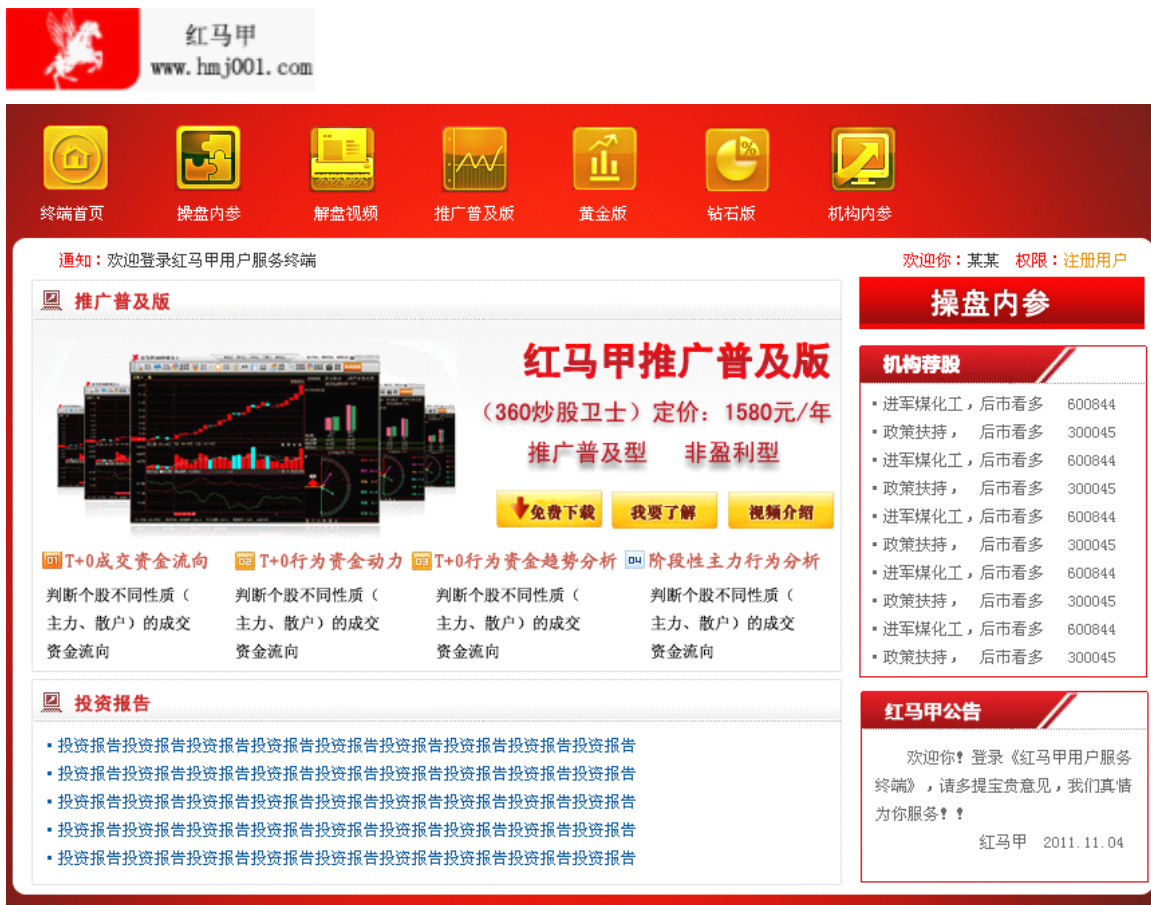 红马甲
www.hmj001.com
终端首页 操盘内参 解盘视频 推广普及版 黄金版 钻石版 机构内参
通知：欢迎登录红马甲用户服务终端
欢迎你：某某 权限：注册用户
推广普及版
红马甲推广普及版
（360炒股卫士）定价：1580元/年
推广普及型 非盈利型
免费下载 我要了解 视频介绍
01 T+0成交资金流向
判断个股不同性质（
主力、散户）的成交
资金流向
02 T+0行为资金动力
判断个股不同性质（
主力、散户）的成交
资金流向
03 T+0行为资金趋势分析
判断个股不同性质（
主力、散户）的成交
资金流向
04 阶段性主力行为分析
判断个股不同性质（
主力、散户）的成交
资金流向
投资报告
▪投资报告投资报告投资报告投资报告投资报告投资报告投资报告投资报告投资报告
▪投资报告投资报告投资报告投资报告投资报告投资报告投资报告投资报告投资报告
▪投资报告投资报告投资报告投资报告投资报告投资报告投资报告投资报告投资报告
▪投资报告投资报告投资报告投资报告投资报告投资报告投资报告投资报告投资报告
▪投资报告投资报告投资报告投资报告投资报告投资报告投资报告投资报告投资报告
操盘内参
机构荐股
▪进军煤化工，后市看多 600844
▪政策扶持， 后市看多 300045
▪进军煤化工，后市看多 600844
▪政策扶持， 后市看多 300045
▪进军煤化工，后市看多 600844
▪政策扶持， 后市看多 300045
▪进军煤化工，后市看多 600844
▪政策扶持， 后市看多 300045
▪进军煤化工，后市看多 600844
▪政策扶持， 后市看多 300045
红马甲公告
欢迎你！登录《红马甲用户服务
终端》，请多提宝贵意见，我们真情
为你服务！！
红马甲 2011.11.04